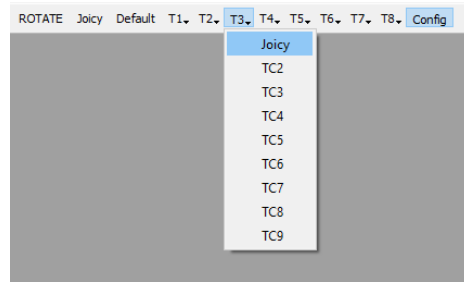 ROTATE Joicy Default T1 T2 T3 T4 T5 T6 T7 T8 Config
Joicy
TC2
TC3
TC4
TC5
TC6
TC7
TC8
TC9